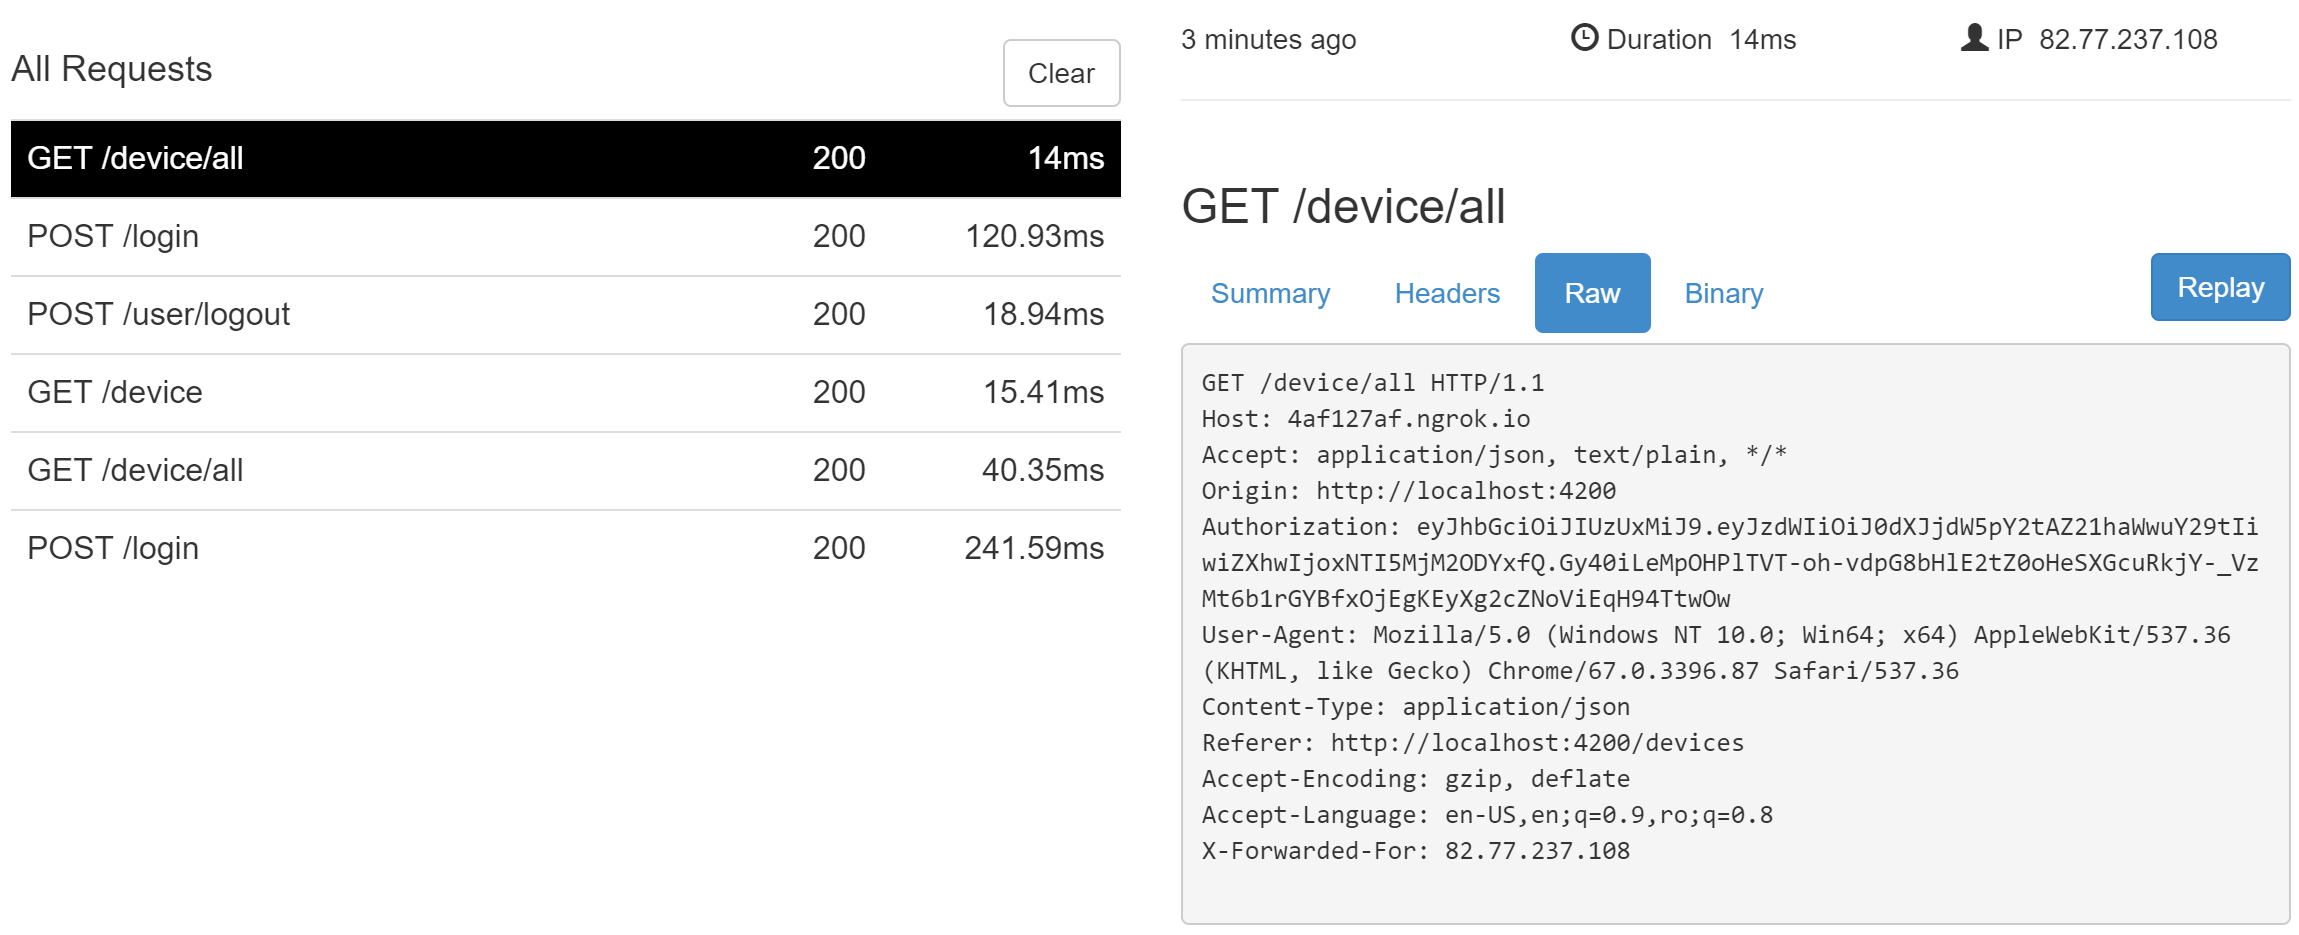 All Requests
Clear
GET /device/all 200 14ms
POST /login 200 120.93ms
POST /user/logout 200 18.94ms
GET /device 200 15.41ms
GET /device/all 200 40.35ms
POST /login 200 241.59ms
3 minutes ago Duration 14ms IP 82.77.237.108
GET /device/all
Summary Headers Raw Binary Replay
GET /device/all HTTP/1.1
Host: 4af127af.ngrok.io
Accept: application/json, text/plain, */*
Origin: http://localhost:4200
Authorization: eyJhbGciOiJIUzUxMiJ9.eyJzdWIiOiJ0dXJjdW5pY2tAZ21haWwuY29tIi
wiZXhwIjoxNTI5MjM2ODYxfQ.Gy40iLeMpOHPlTVT-oh-vdpG8bHlE2tZ0oHeSXGcuRkjY-_Vz
Mt6b1rGYBfxOjEgKEyXg2cZNoViEqH94TtwOw
User-Agent: Mozilla/5.0 (Windows NT 10.0; Win64; x64) AppleWebKit/537.36
(KHTML, like Gecko) Chrome/67.0.3396.87 Safari/537.36
Content-Type: application/json
Referer: http://localhost:4200/devices
Accept-Encoding: gzip, deflate
Accept-Language: en-US,en;q=0.9,ro;q=0.8
X-Forwarded-For: 82.77.237.108